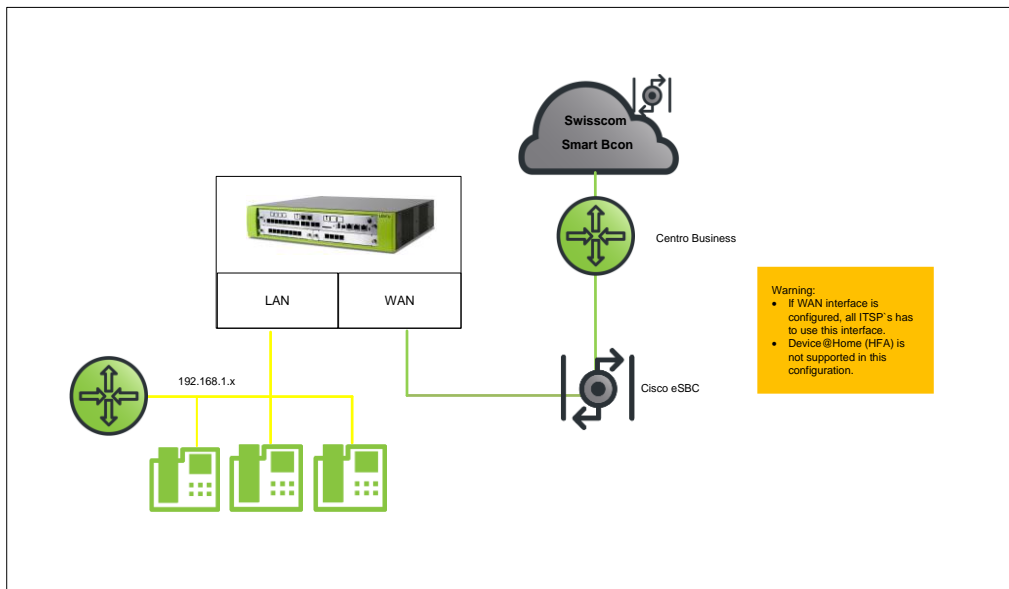 Swisscom
Smart Bcon
Centro Business
LAN
WAN
Warning:
• If WAN interface is
configured, all ITSP`s has
to use this interface.
• Device@Home (HFA) is
not supported in this
configuration.
192.168.1.x
Cisco eSBC